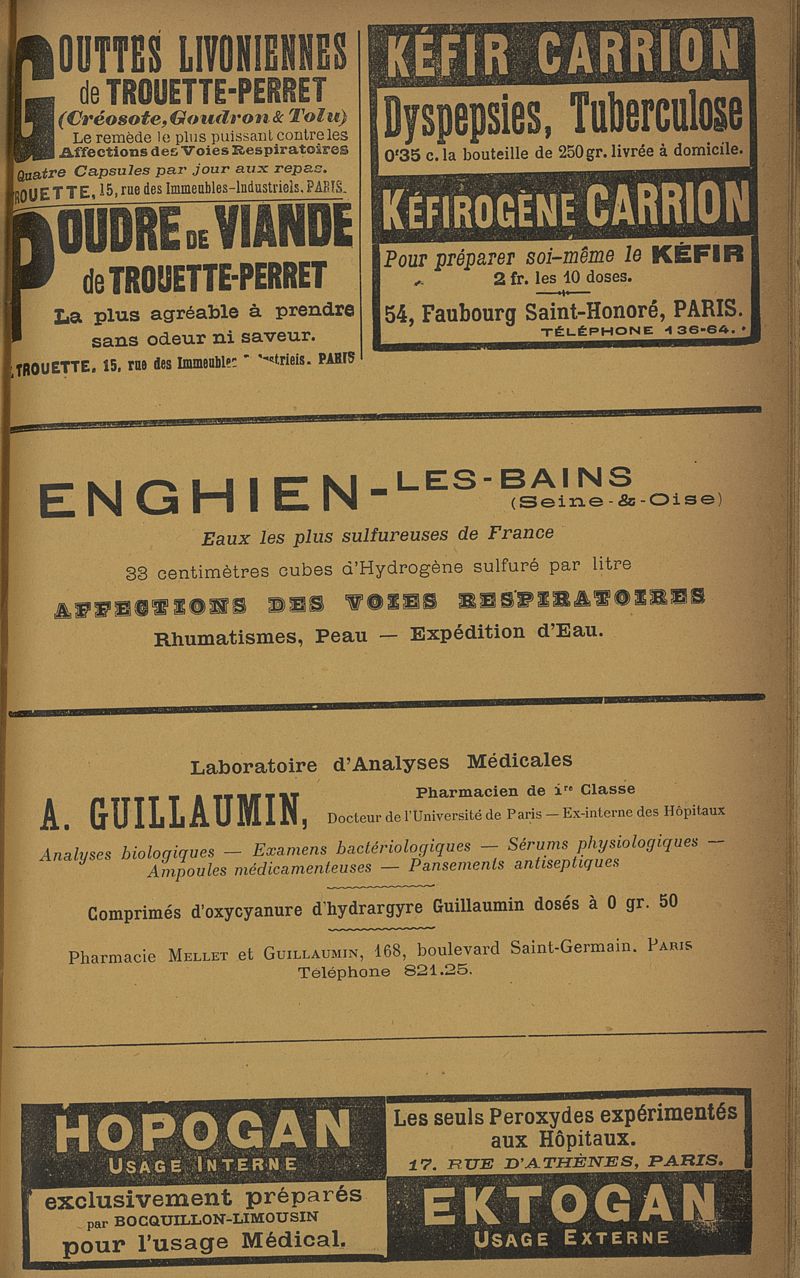 GOUTTES LIVONIENNES
de TROUETTE-PERRET
(Créosote, Goudron & Tolu)
Le remède le plus puissant contre les
Affections des Voies Respiratoires
Quatre Capsules par jour aux repas.
ROUETTE, 15, rue des Immeubles-Industriels, PARIS.
POUDRE DE VIANDE
de TROUETTE-PERRET
La plus agréable à prendre
sans odeur ni saveur.
TROUETTE, 15, rue des Immeubles PARIS
KÉFIR CARRION
Dyspepsies, Tuberculose
0f35 c. la bouteille de 250gr. livrée à domicile.
KÉFIROGÈNE CARRION
Pour préparer soi-même le KÉFIR
2 fr. les 10 doses.
54, Faubourg Saint-Honoré, PARIS.
TÉLÉPHONE 136-64.
ENGHIEN-LES-BAINS
(Seine-&-Oise)
Eaux les plus sulfureuses de France
33 centimètres cubes d'Hydrogène sulfuré par litre
AFFECTIONS DES VOIES RESPIRATOIRES
Rhumatismes, Peau — Expédition d'Eau.
Laboratoire d'Analyses Médicales
A. GUILLAUMIN, Pharmacien de 1re Classe
Docteur de l'Université de Paris — Ex-interne des Hôpitaux
Analyses biologiques — Examens bactériologiques — Sérums physiologiques —
Ampoules médicamenteuses — Pansements antiseptiques
Comprimés d'oxycyanure d'hydrargyre Guillaumin dosés à 0 gr. 50
Pharmacie MELLET et GUILLAUMIN, 168, boulevard Saint-Germain. PARIS
Téléphone 821.25.
HOPOGAN
USAGE INTERNE
exclusivement préparés
par BOCQUILLON-LIMOUSIN
pour l'usage Médical.
Les seuls Peroxydes expérimentés
aux Hôpitaux.
17. RUE D'ATHÈNES, PARIS.
EKTOGAN
USAGE EXTERNE